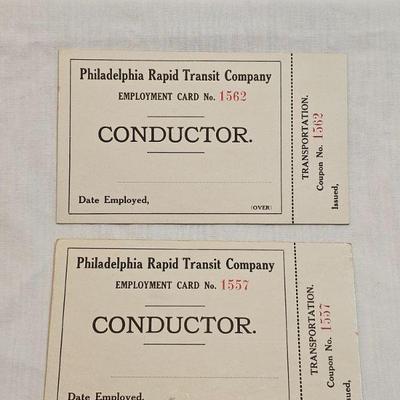 Philadelphia Rapid Transit Company
EMPLOYMENT CARD No. 1562
CONDUCTOR.
Date Employed,
(OVER)
TRANSPORTATION.
Coupon No. 1562
Issued,
Philadelphia Rapid Transit Company
EMPLOYMENT CARD No. 1557
CONDUCTOR.
Date Employed,
TRANSPORTATION.
Coupon No. 1557
Issued,